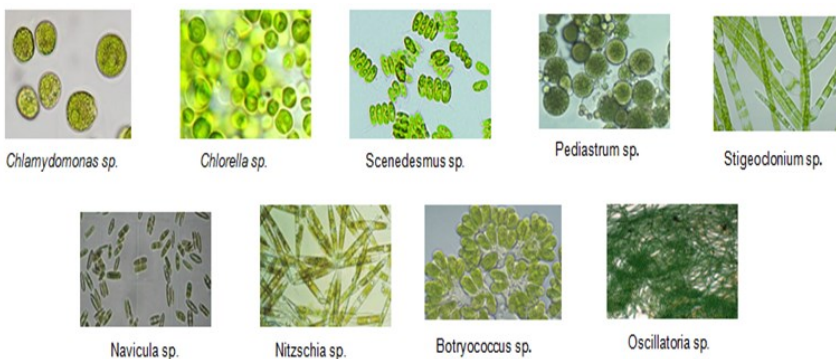 Chlamydomonas sp.
Chlorella sp.
Scenedesmus sp.
Pediastrum sp.
Stigeoclonium sp.
Navicula sp.
Nitzschia sp.
Botryococcus sp.
Oscillatoria sp.